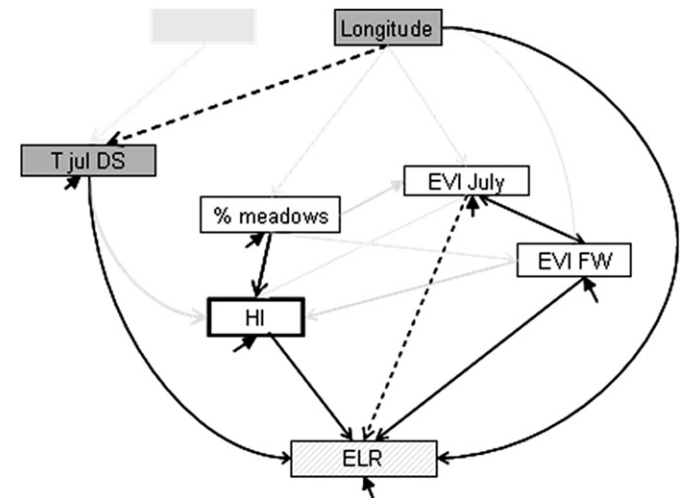 Longitude
T jul DS
EVI July
% meadows
EVI FW
HI
ELR